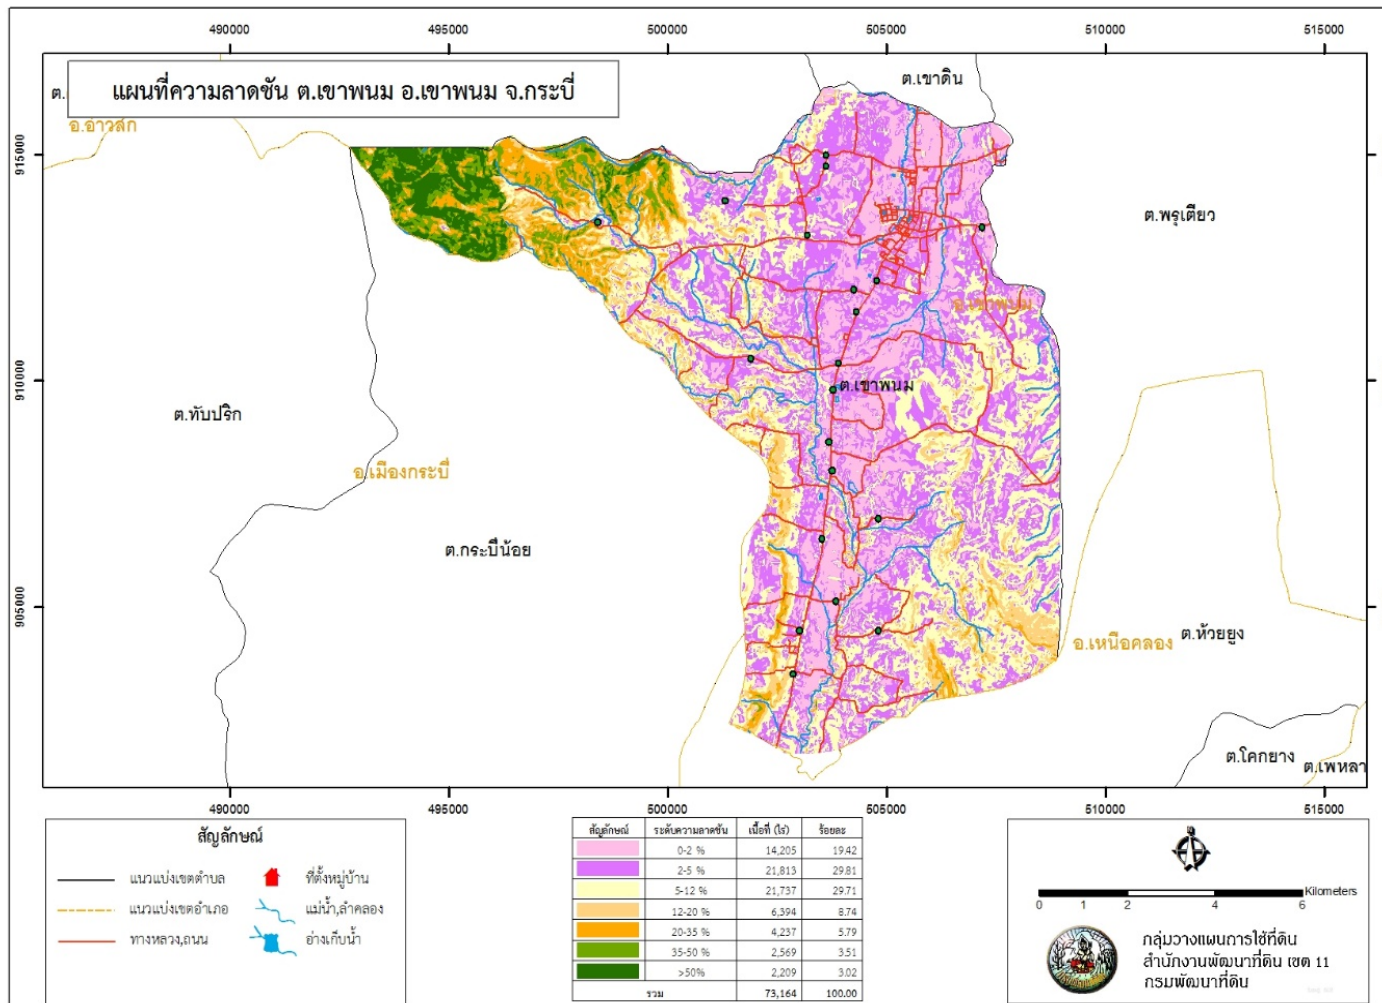 490000 495000 500000 505000 510000 515000
แผนที่ความลาดชัน ต.เขาพนม อ.เขาพนม จ.กระบี่
ต.เขาดิน
อ.อ่าวลึก
915000 915000
ต.พรุเตียว
อ.เขาพนม
910000 910000
ต.เขาพนม
ต.ทับปริก
อ.เมืองกระบี่
ต.กระบี่น้อย
905000 905000
อ.เหนือคลอง
ต.ห้วยยูง
ต.โคกยาง
ต.เพหลา
490000 495000 500000 505000 510000 515000
สัญลักษณ์
แนวแบ่งเขตตำบล ที่ตั้งหมู่บ้าน
แนวแบ่งเขตอำเภอ แม่น้ำ,ลำคลอง
ทางหลวง,ถนน อ่างเก็บน้ำ
สัญลักษณ์ ระดับความลาดชัน เนื้อที่ (ไร่) ร้อยละ
0-2 % 14,205 19.42
2-5 % 21,813 29.81
5-12 % 21,737 29.71
12-20 % 6,394 8.74
20-35 % 4,237 5.79
35-50 % 2,569 3.51
>50% 2,209 3.02
รวม 73,164 100.00
Kilometers
0 1 2 4 6
กลุ่มวางแผนการใช้ที่ดิน
สำนักงานพัฒนาที่ดิน เขต 11
กรมพัฒนาที่ดิน